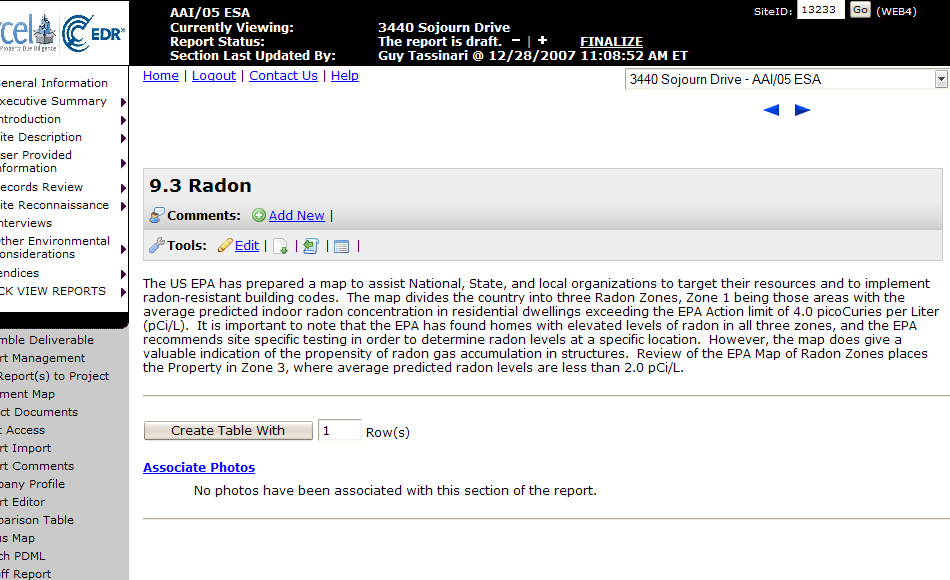 cel
Property Due Diligence
EDR®
AAI/05 ESA
Currently Viewing: 3440 Sojourn Drive
Report Status: The report is draft. − | + FINALIZE
Section Last Updated By: Guy Tassinari @ 12/28/2007 11:08:52 AM ET
SiteID: 13233 Go (WEB4)
Home | Logout | Contact Us | Help
3440 Sojourn Drive - AAI/05 ESA
eneral Information
xecutive Summary
ntroduction
ite Description
ser Provided
nformation
ecords Review
ite Reconnaissance
nterviews
ther Environmental
onsiderations
endices
CK VIEW REPORTS
mble Deliverable
rt Management
Report(s) to Project
ment Map
ct Documents
t Access
rt Import
rt Comments
pany Profile
rt Editor
parison Table
us Map
ch PDML
off Report
9.3 Radon
Comments: Add New |
Tools: Edit | | | |
The US EPA has prepared a map to assist National, State, and local organizations to target their resources and to implement
radon-resistant building codes. The map divides the country into three Radon Zones, Zone 1 being those areas with the
average predicted indoor radon concentration in residential dwellings exceeding the EPA Action limit of 4.0 picoCuries per Liter
(pCi/L). It is important to note that the EPA has found homes with elevated levels of radon in all three zones, and the EPA
recommends site specific testing in order to determine radon levels at a specific location. However, the map does give a
valuable indication of the propensity of radon gas accumulation in structures. Review of the EPA Map of Radon Zones places
the Property in Zone 3, where average predicted radon levels are less than 2.0 pCi/L.
Create Table With 1 Row(s)
Associate Photos
No photos have been associated with this section of the report.